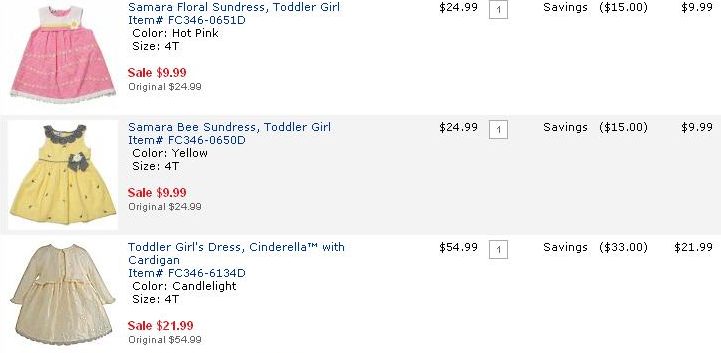 Samara Floral Sundress, Toddler Girl $24.99 1 Savings ($15.00) $9.99
Item# FC346-0651D
Color: Hot Pink
Size: 4T
Sale $9.99
Original $24.99
Samara Bee Sundress, Toddler Girl $24.99 1 Savings ($15.00) $9.99
Item# FC346-0650D
Color: Yellow
Size: 4T
Sale $9.99
Original $24.99
Toddler Girl's Dress, Cinderella™ with $54.99 1 Savings ($33.00) $21.99
Cardigan
Item# FC346-6134D
Color: Candlelight
Size: 4T
Sale $21.99
Original $54.99